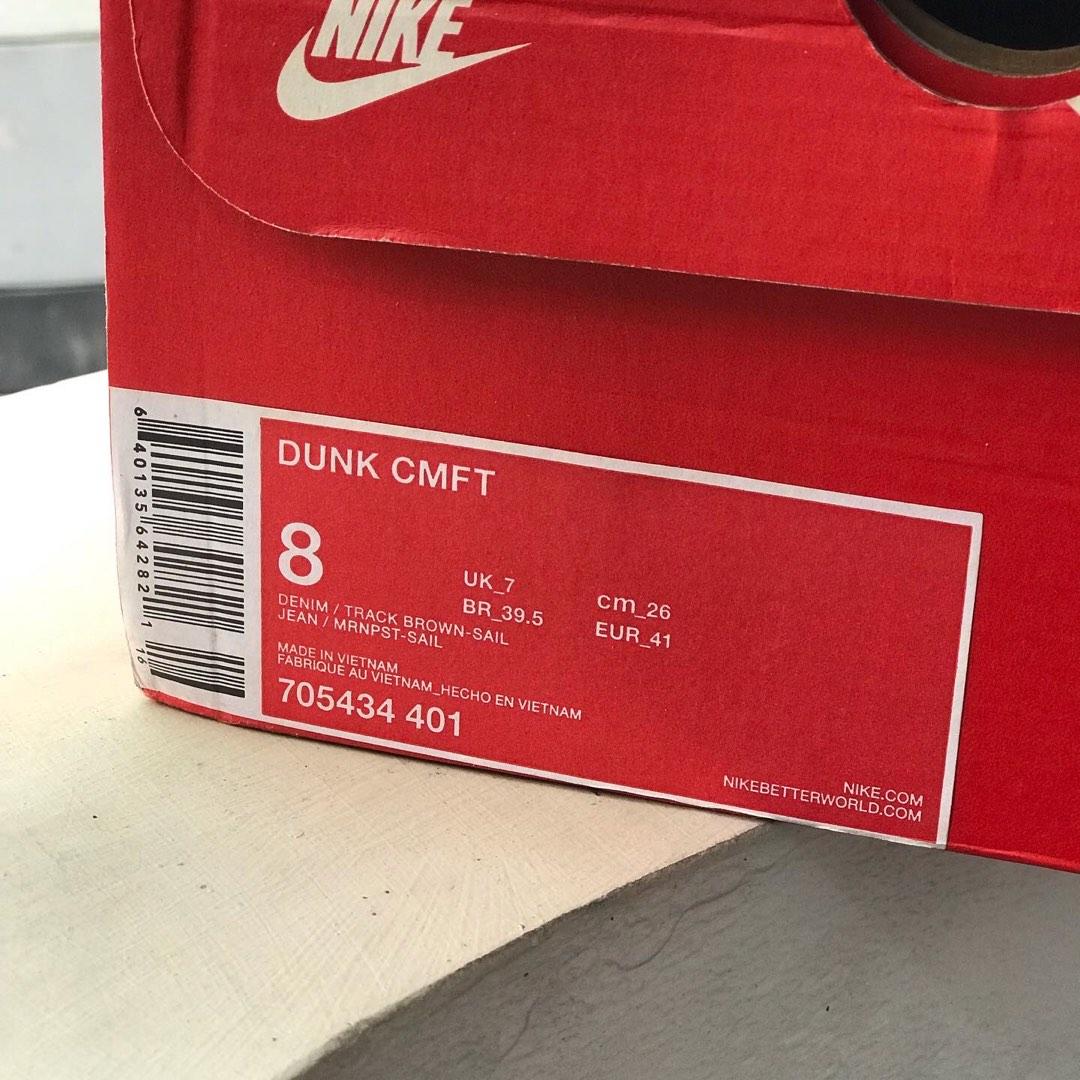 NIKE
DUNK CMFT
8
UK_7 cm_26
BR_39.5 EUR_41
DENIM / TRACK BROWN-SAIL
JEAN / MRNPST-SAIL
MADE IN VIETNAM
FABRIQUE AU VIETNAM_HECHO EN VIETNAM
705434 401
NIKE.COM
NIKEBETTERWORLD.COM
6 40135 64282 1 16